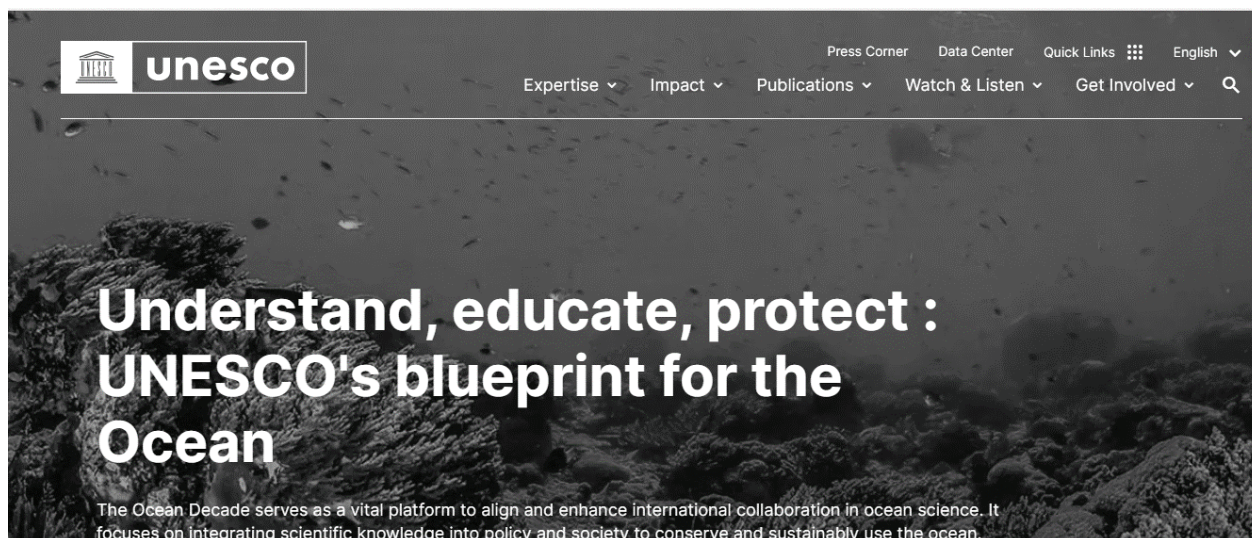 unesco
Press Corner Data Center Quick Links English
Expertise Impact Publications Watch & Listen Get Involved
Understand, educate, protect :
UNESCO's blueprint for the
Ocean
The Ocean Decade serves as a vital platform to align and enhance international collaboration in ocean science. It
focuses on integrating scientific knowledge into policy and society to conserve and sustainably use the ocean.